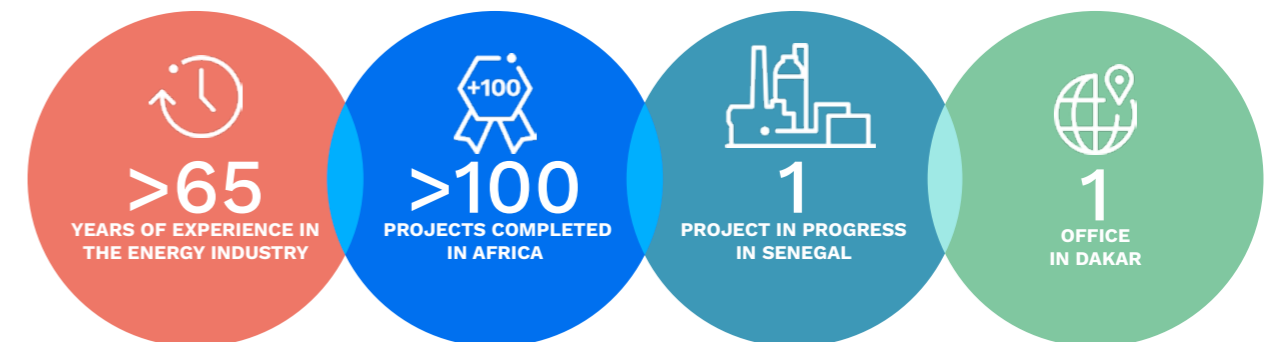 >65
YEARS OF EXPERIENCE IN
THE ENERGY INDUSTRY
+100
>100
PROJECTS COMPLETED
IN AFRICA
1
PROJECT IN PROGRESS
IN SENEGAL
1
OFFICE
IN DAKAR